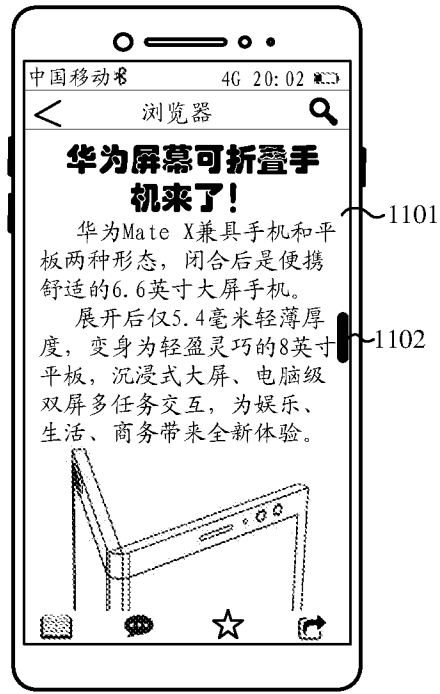 中国移动 4G 20:02
浏览器
华为屏幕可折叠手
机来了!
1101
华为Mate X兼具手机和平
板两种形态，闭合后是便携
舒适的6.6英寸大屏手机。
展开后仅5.4毫米轻薄厚
度，变身为轻盈灵巧的8英寸
1102
平板，沉浸式大屏、电脑级
双屏多任务交互，为娱乐、
生活、商务带来全新体验。